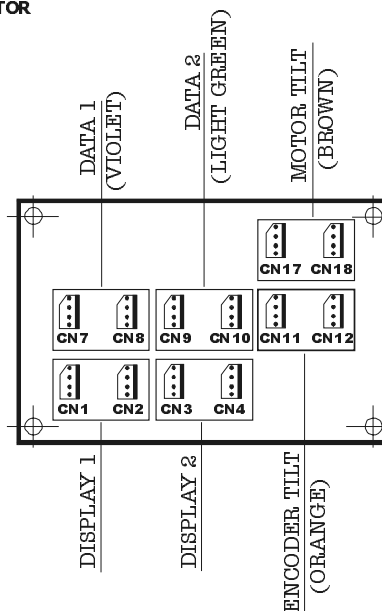 TOR
DATA 1
(VIOLET)
DATA 2
(LIGHT GREEN)
MOTOR TILT
(BROWN)
CN17 CN18
CN7 CN8 CN9 CN10 CN11 CN12
CN1 CN2 CN3 CN4
DISPLAY 1
DISPLAY 2
ENCODER TILT
(ORANGE)